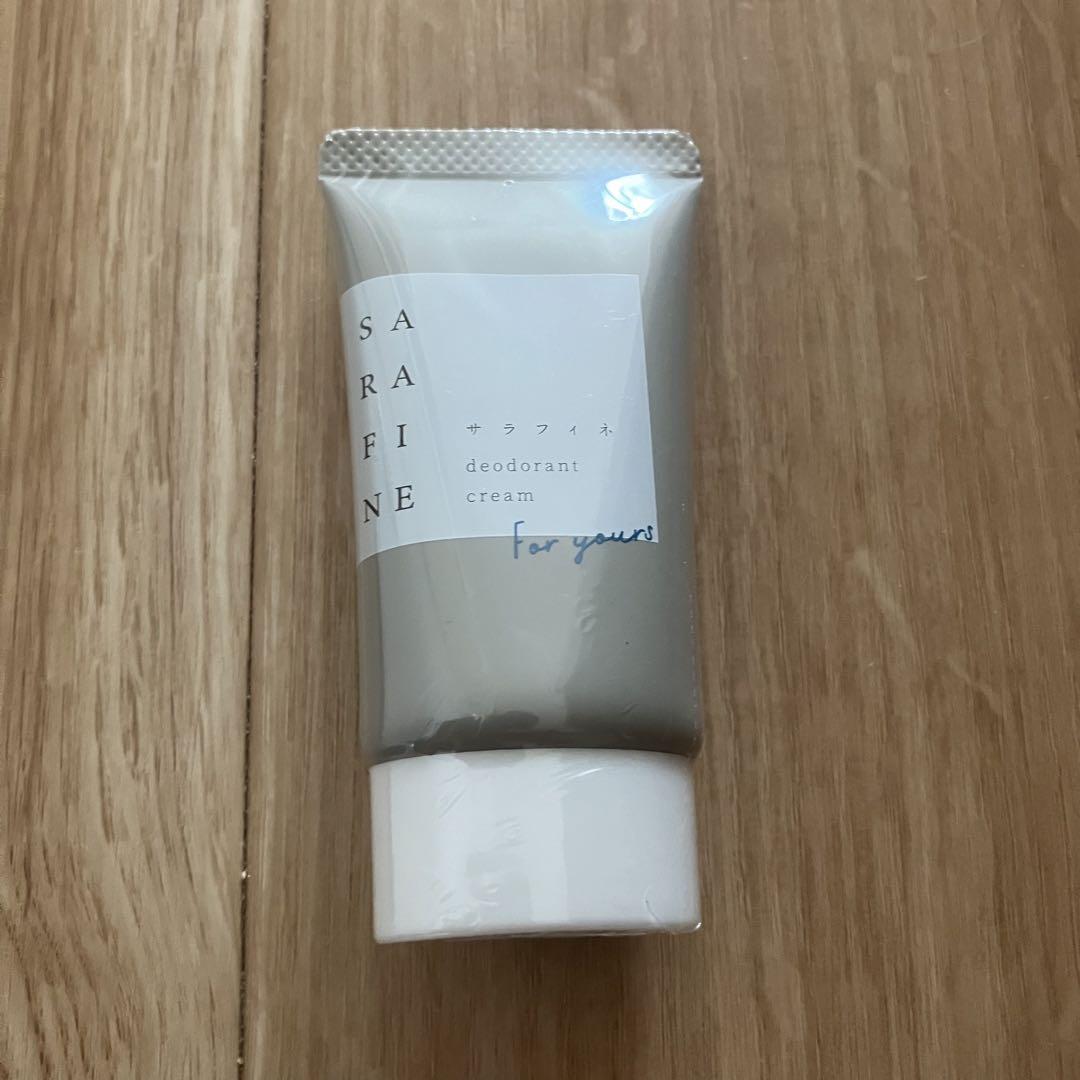 SA
RA
FI
NE
サラフィネ
deodorant
cream
For yours